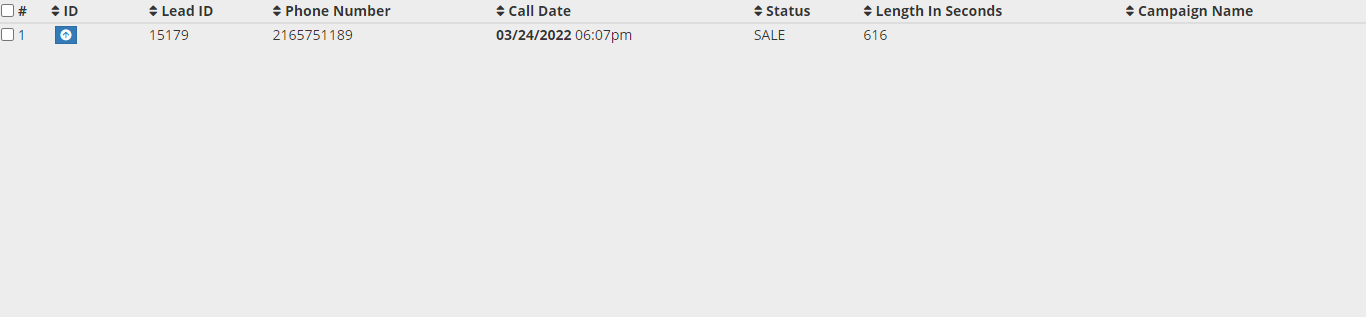 # ID Lead ID Phone Number Call Date Status Length In Seconds Campaign Name
1 15179 2165751189 03/24/2022 06:07pm SALE 616